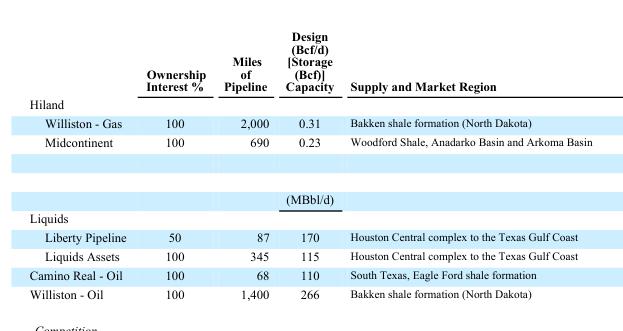 Design
(Bcf/d)
[Storage
(Bcf)]
Capacity
Ownership
Interest %
Miles
of
Pipeline
Supply and Market Region
Hiland
Williston - Gas 100 2,000 0.31 Bakken shale formation (North Dakota)
Midcontinent 100 690 0.23 Woodford Shale, Anadarko Basin and Arkoma Basin
(MBbl/d)
Liquids
Liberty Pipeline 50 87 170 Houston Central complex to the Texas Gulf Coast
Liquids Assets 100 345 115 Houston Central complex to the Texas Gulf Coast
Camino Real - Oil 100 68 110 South Texas, Eagle Ford shale formation
Williston - Oil 100 1,400 266 Bakken shale formation (North Dakota)
Competition